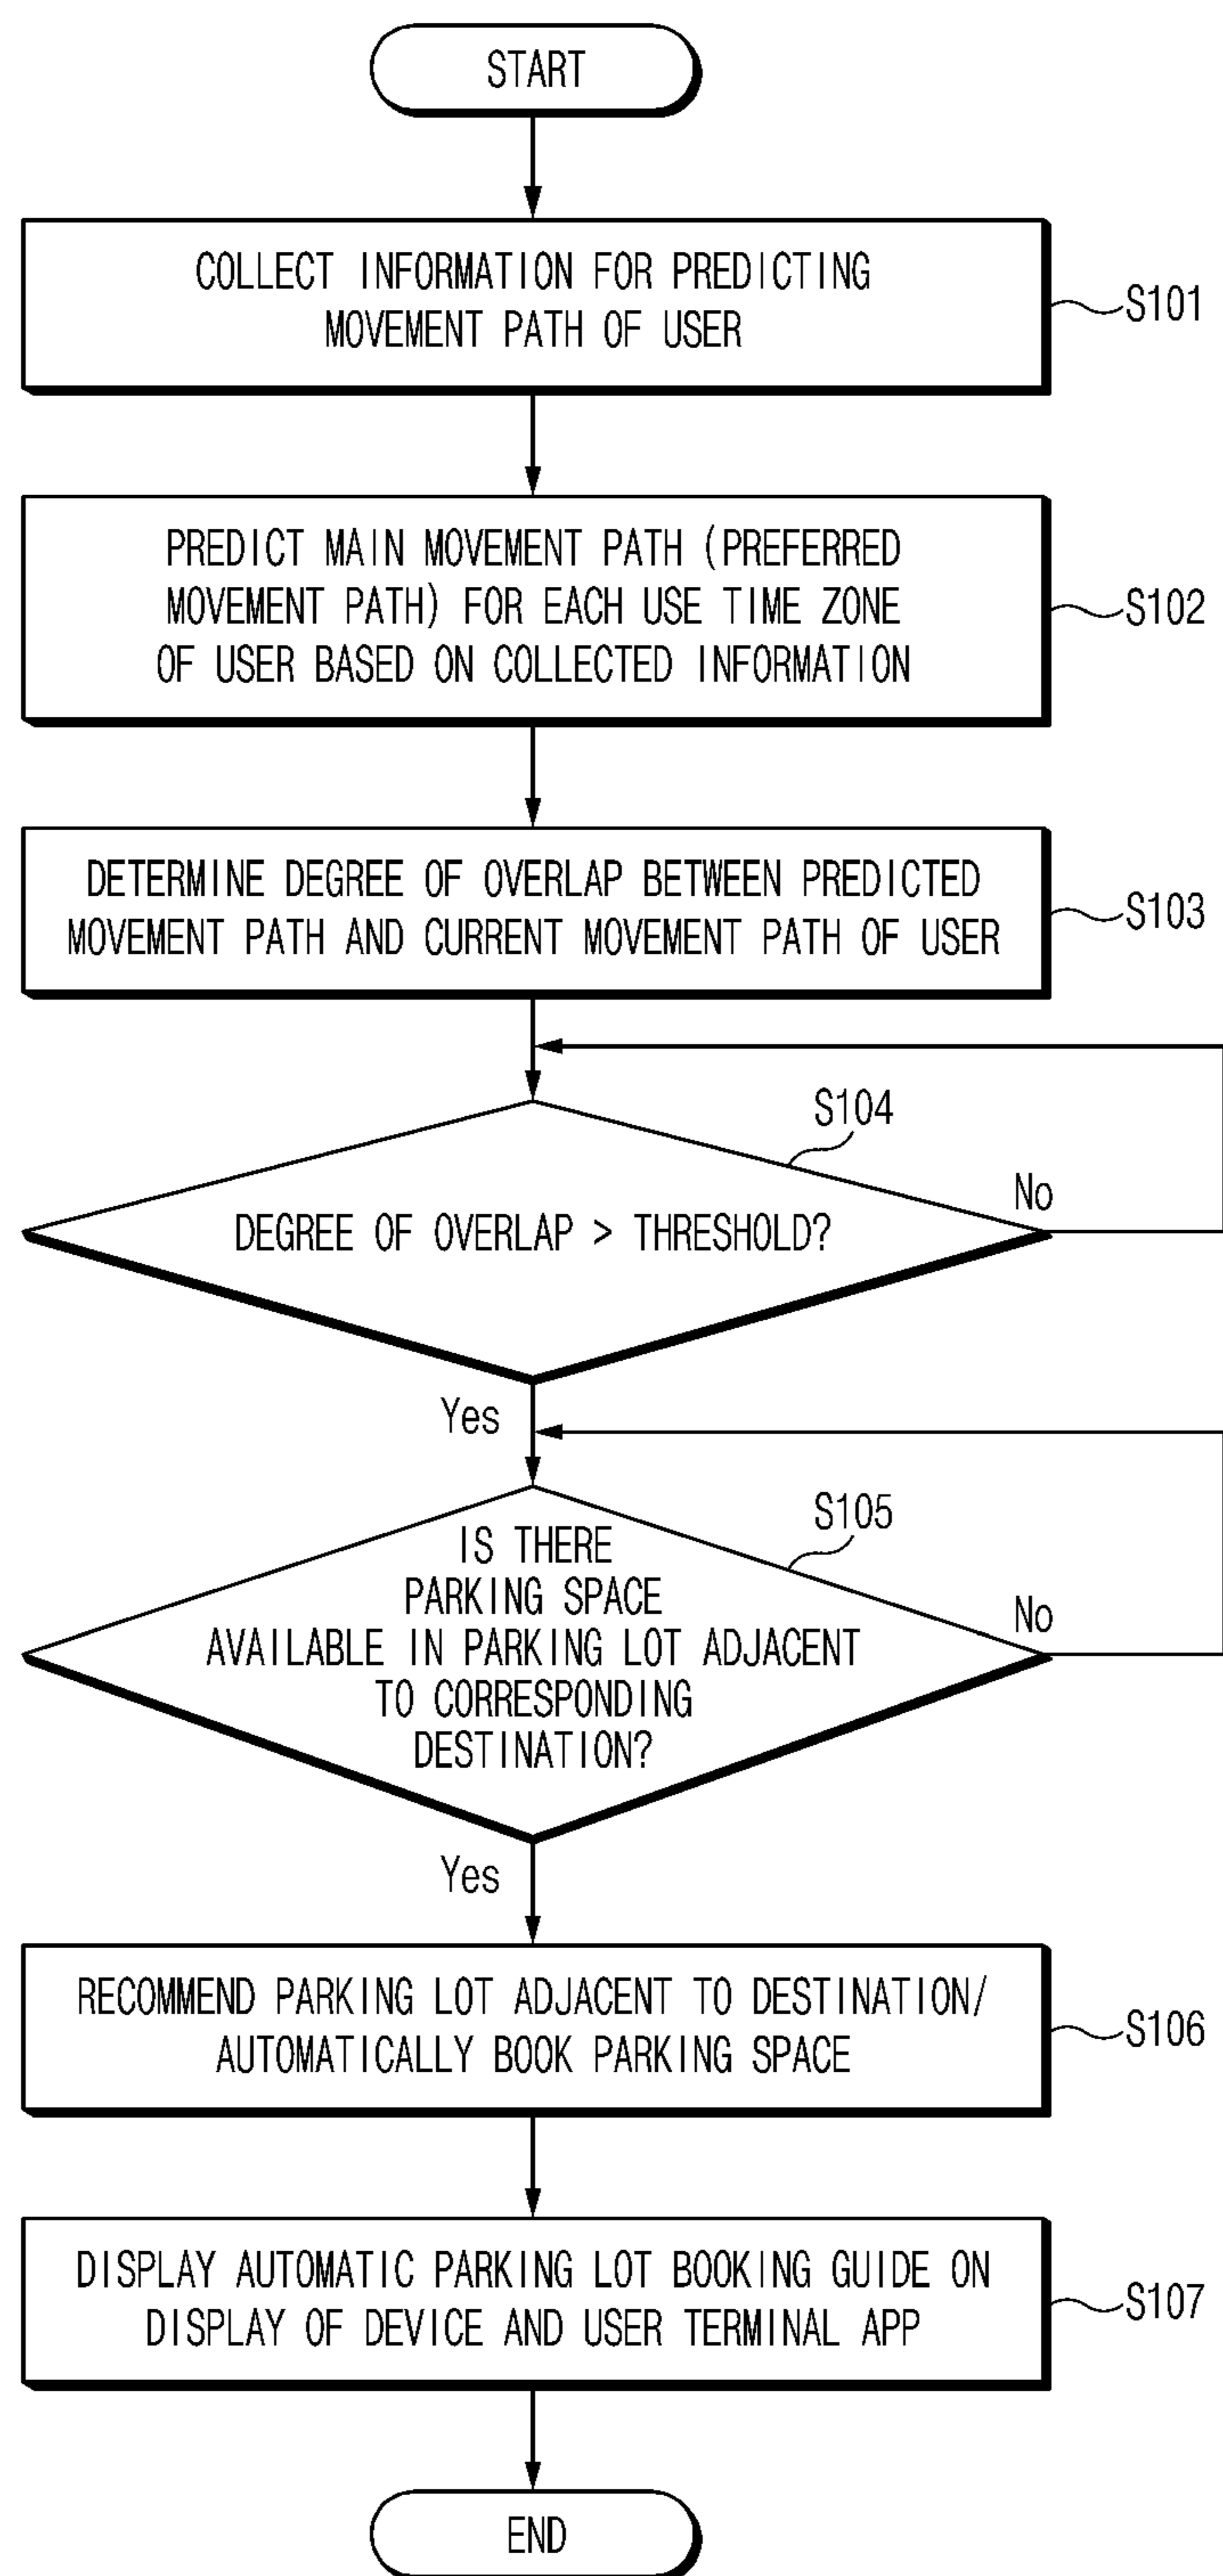 START
COLLECT INFORMATION FOR PREDICTING
MOVEMENT PATH OF USER
S101
PREDICT MAIN MOVEMENT PATH (PREFERRED
MOVEMENT PATH) FOR EACH USE TIME ZONE
OF USER BASED ON COLLECTED INFORMATION
S102
DETERMINE DEGREE OF OVERLAP BETWEEN PREDICTED
MOVEMENT PATH AND CURRENT MOVEMENT PATH OF USER
S103
S104
DEGREE OF OVERLAP > THRESHOLD?
No
Yes
S105
IS THERE
PARKING SPACE
AVAILABLE IN PARKING LOT ADJACENT
TO CORRESPONDING
DESTINATION?
No
Yes
RECOMMEND PARKING LOT ADJACENT TO DESTINATION/
AUTOMATICALLY BOOK PARKING SPACE
S106
DISPLAY AUTOMATIC PARKING LOT BOOKING GUIDE ON
DISPLAY OF DEVICE AND USER TERMINAL APP
S107
END